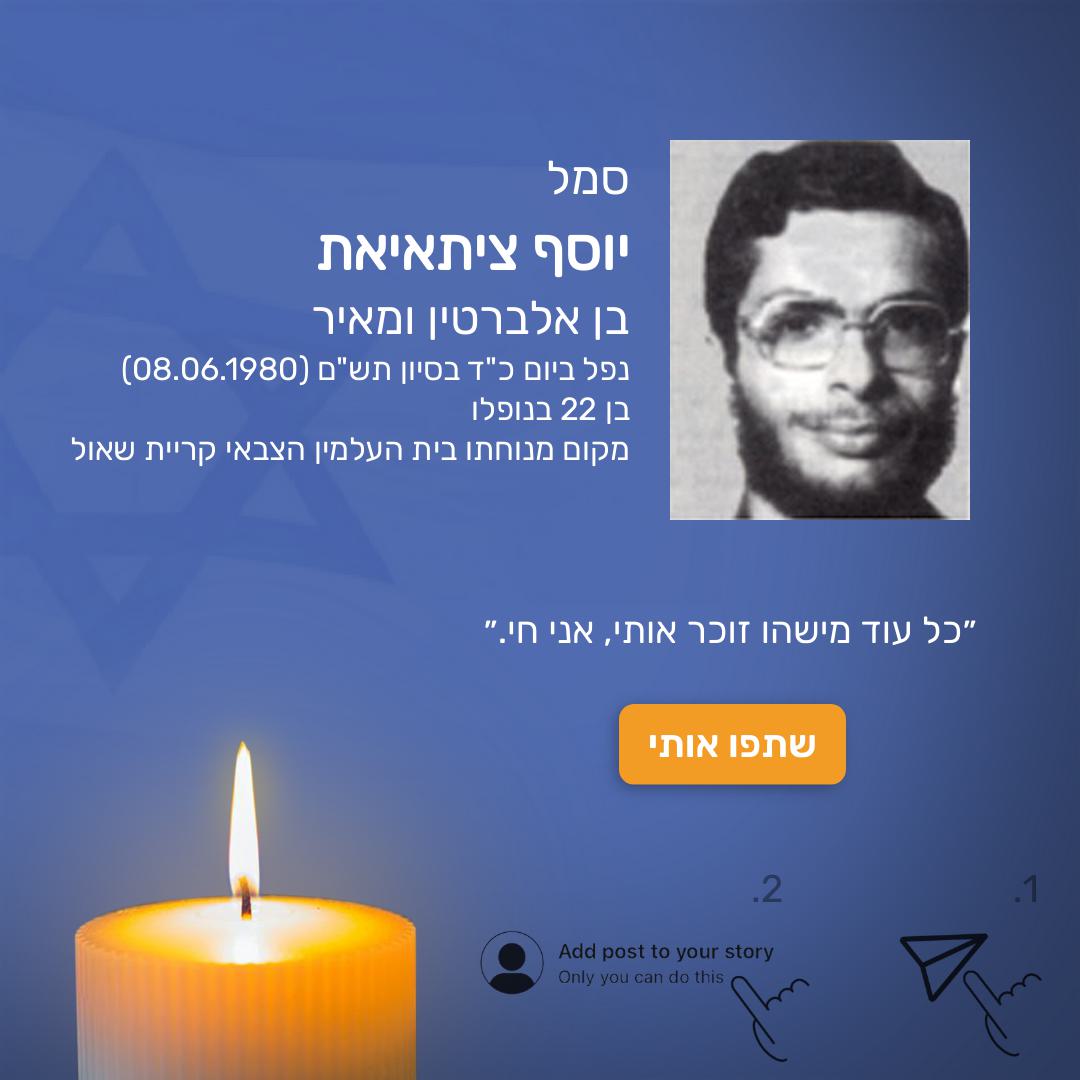 סמל
יוסף ציתאיאת
בן אלברטין ומאיר
נפל ביום כ"ד בסיון תש"ם (08.06.1980)
בן 22 בנופלו
מקום מנוחתו בית העלמין הצבאי קריית שאול
״כל עוד מישהו זוכר אותי, אני חי.״
שתפו אותי
.1
.2
Add post to your story
Only you can do this